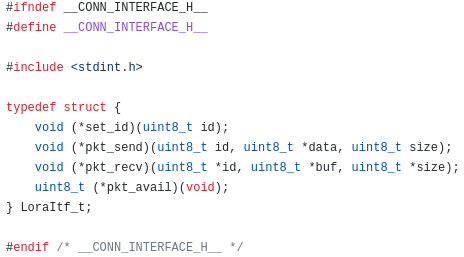 #ifndef __CONN_INTERFACE_H__
#define __CONN_INTERFACE_H__
#include <stdint.h>
typedef struct {
    void (*set_id)(uint8_t id);
    void (*pkt_send)(uint8_t id, uint8_t *data, uint8_t size);
    void (*pkt_recv)(uint8_t *id, uint8_t *buf, uint8_t *size);
    uint8_t (*pkt_avail)(void);
} LoraItf_t;
#endif /* __CONN_INTERFACE_H__ */